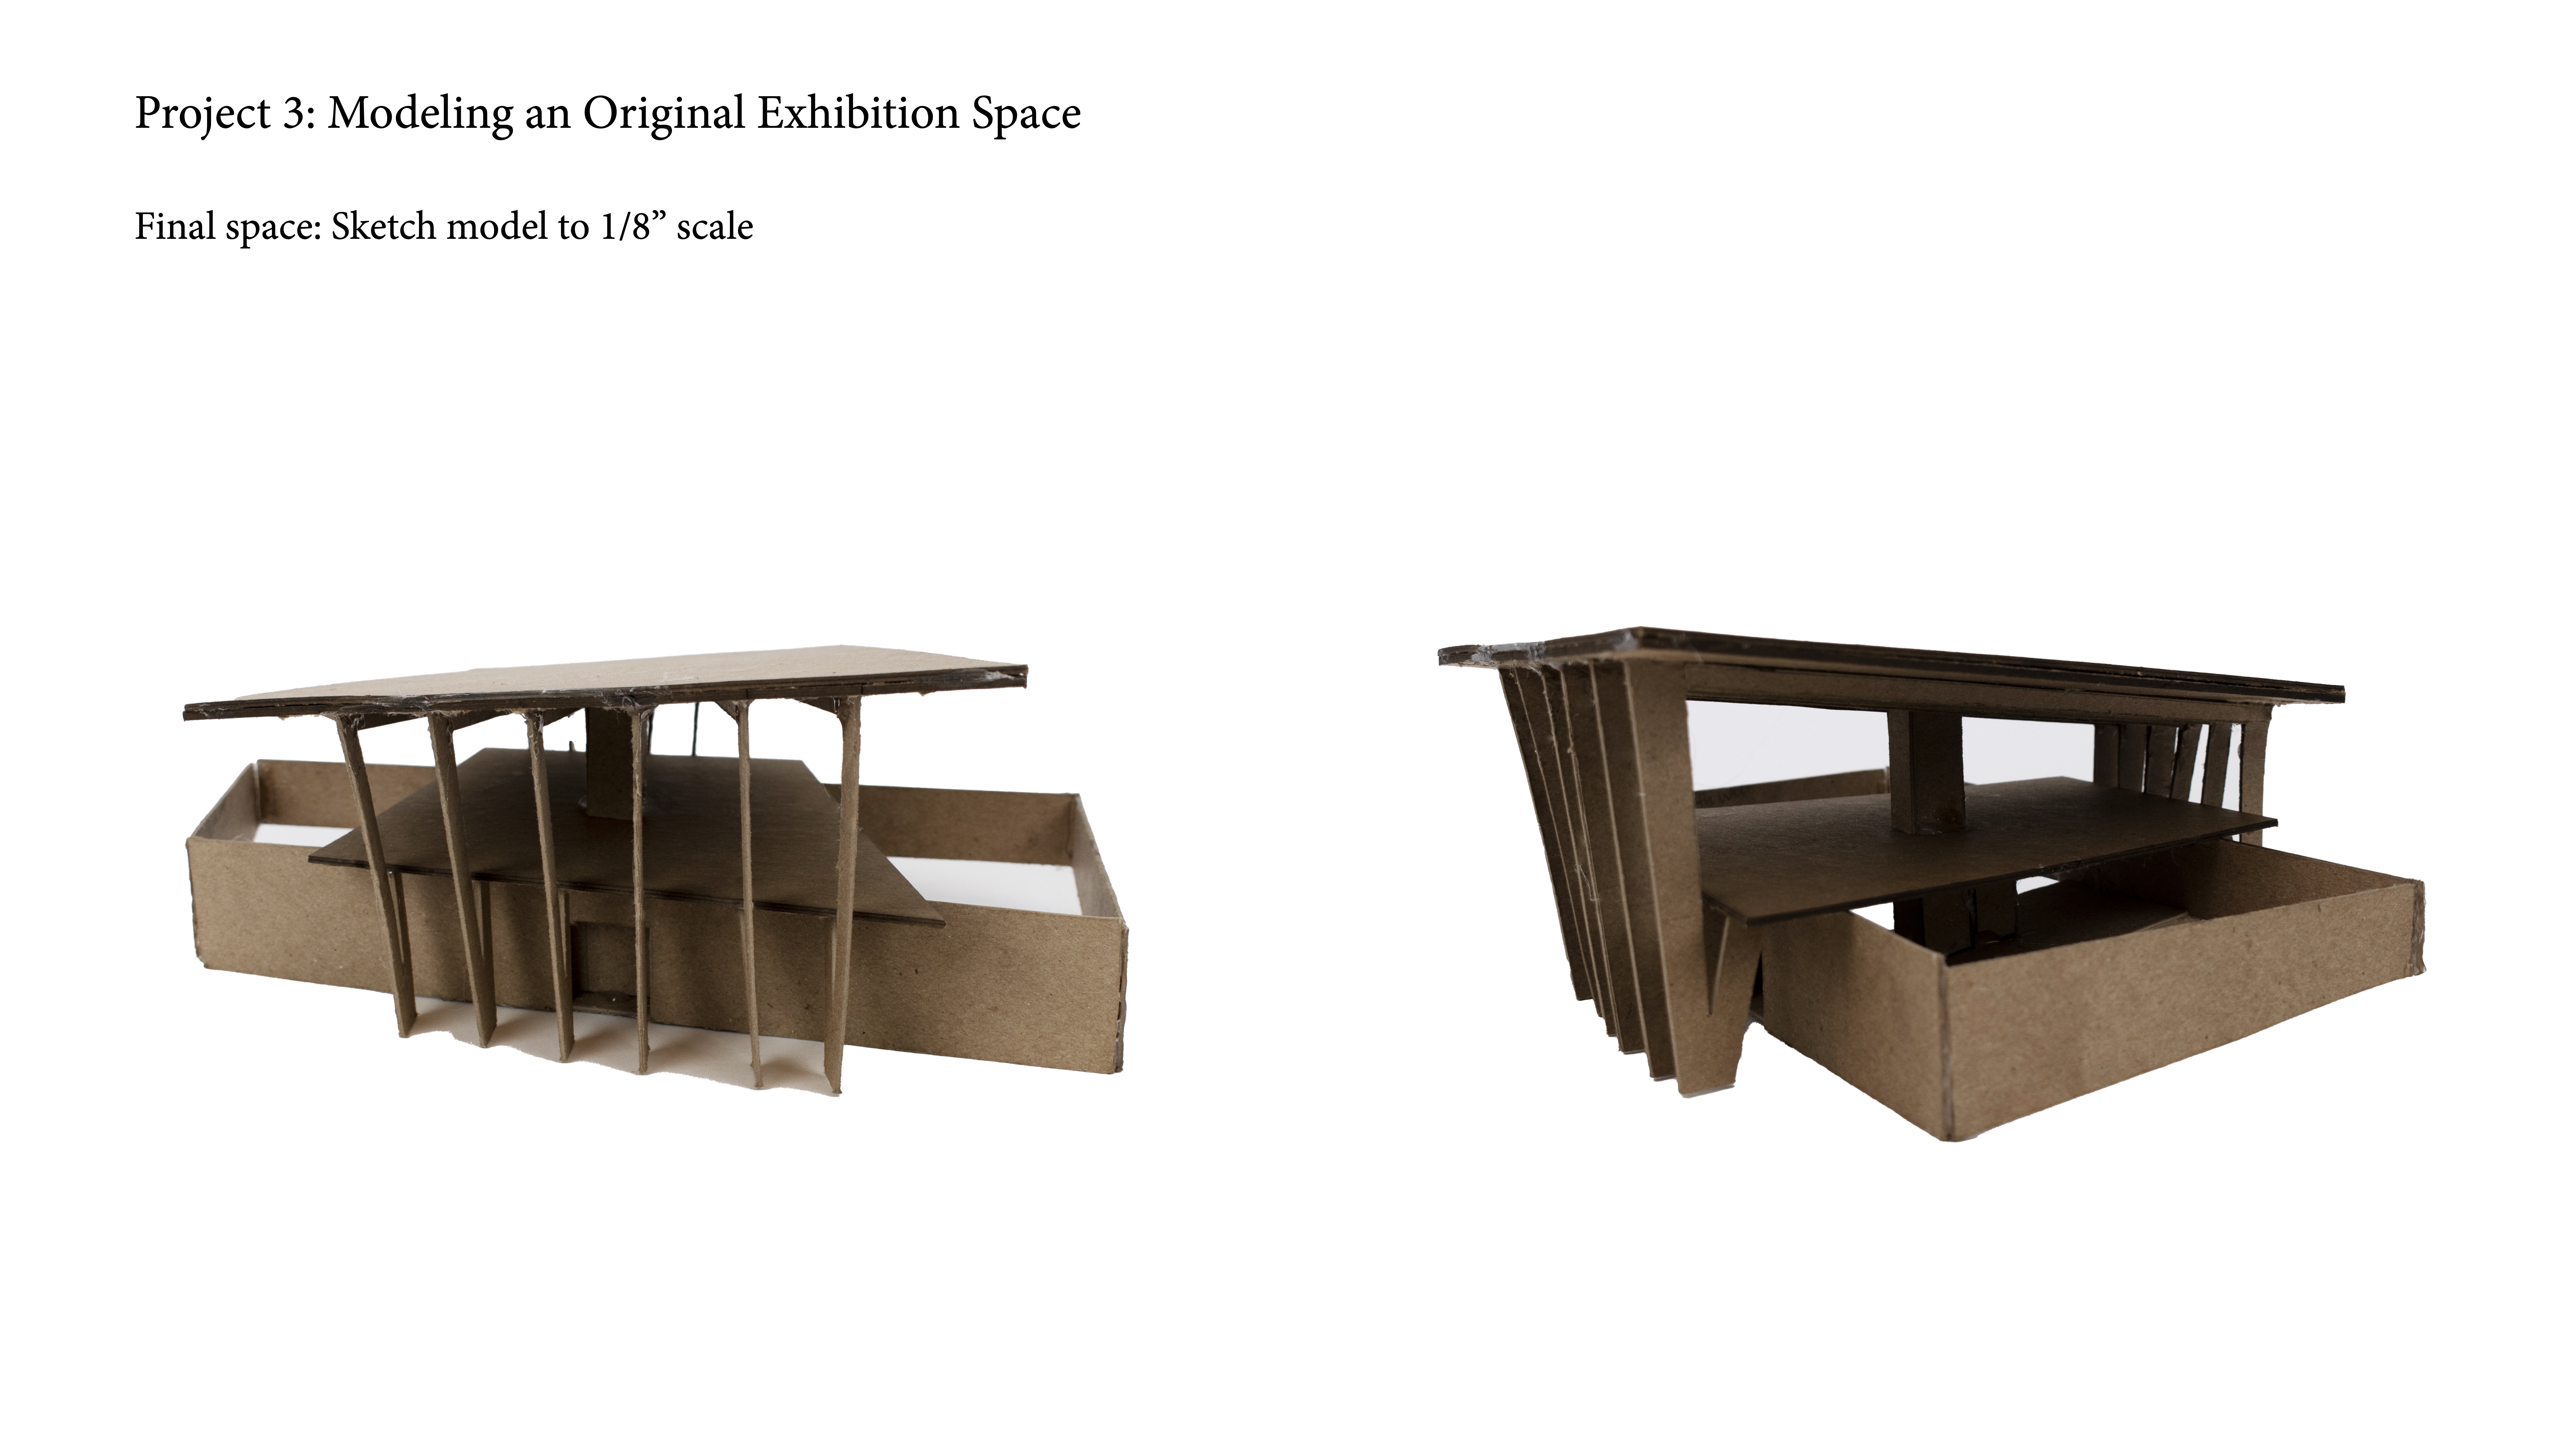 Project 3: Modeling an Original Exhibition Space
Final space: Sketch model to 1/8” scale